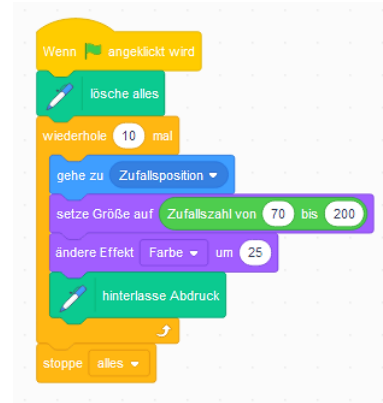 Wenn angeklickt wird
lösche alles
wiederhole 10 mal
gehe zu Zufallsposition
setze Größe auf Zufallszahl von 70 bis 200
ändere Effekt Farbe um 25
hinterlasse Abdruck
stoppe alles